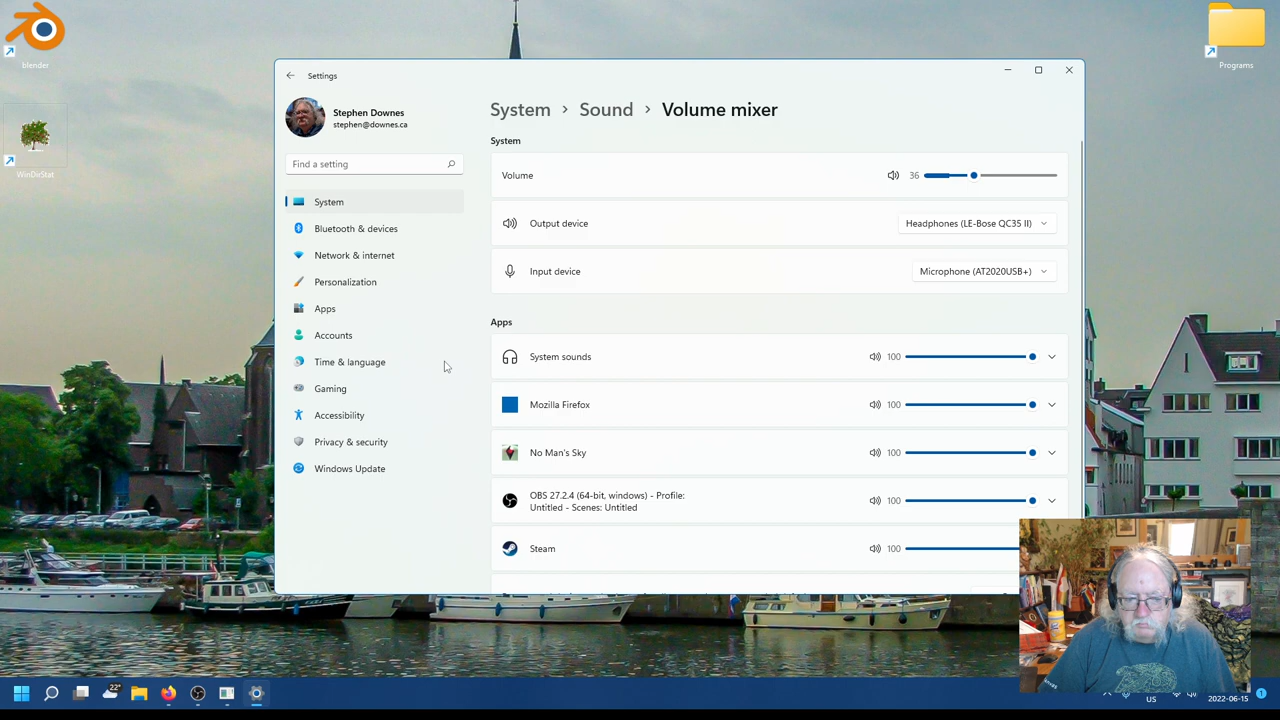 blender
Programs
WinDirStat
Settings
Stephen Downes
stephen@downes.ca
Find a setting
System
Bluetooth & devices
Network & internet
Personalization
Apps
Accounts
Time & language
Gaming
Accessibility
Privacy & security
Windows Update
System > Sound > Volume mixer
System
Volume 36
Output device Headphones (LE-Bose QC35 II)
Input device Microphone (AT2020USB+)
Apps
System sounds 100
Mozilla Firefox 100
No Man's Sky 100
OBS 27.2.4 (64-bit, windows) - Profile:
Untitled - Scenes: Untitled 100
Steam 100
22°
US
2022-06-15
1